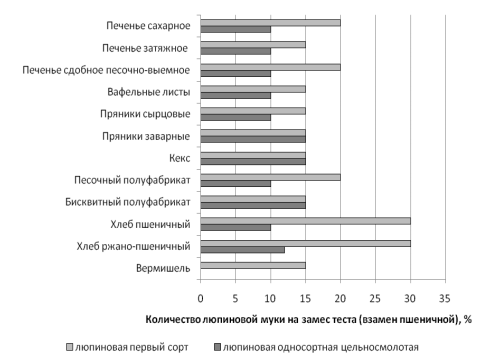 Печенье сахарное
Печенье затяжное
Печенье сдобное песочно-выемное
Вафельные листы
Пряники сырцовые
Пряники заварные
Кекс
Песочный полуфабрикат
Бисквитный полуфабрикат
Хлеб пшеничный
Хлеб ржано-пшеничный
Вермишель
0 5 10 15 20 25 30 35
Количество люпиновой муки на замес теста (взамен пшеничной), %
люпиновая первый сорт люпиновая односортная цельносмолотая